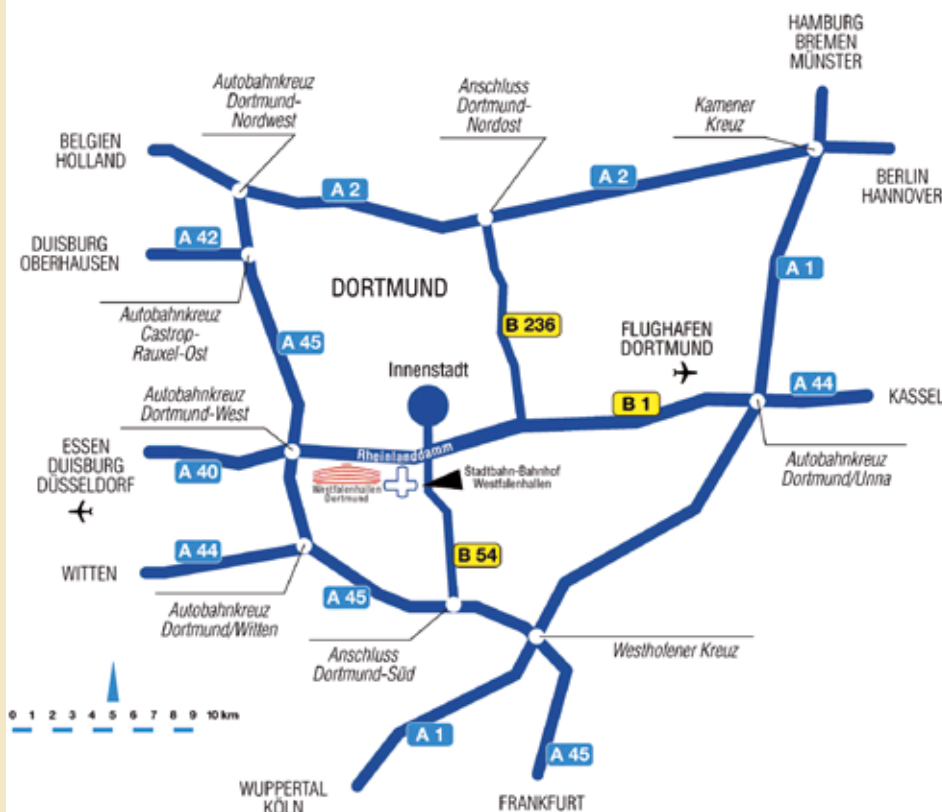 HAMBURG
BREMEN
MÜNSTER
Autobahnkreuz
Dortmund-
Nordwest
Anschluss
Dortmund-
Nordost
Kamener
Kreuz
BELGIEN
HOLLAND
A 2
A 2
BERLIN
HANNOVER
DUISBURG
OBERHAUSEN
A 42
A 1
DORTMUND
Autobahnkreuz
Castrop-
Rauxel-Ost
A 45
B 236
FLUGHAFEN
DORTMUND
Innenstadt
Autobahnkreuz
Dortmund-West
B 1
A 44
KASSEL
ESSEN
DUISBURG
DÜSSELDORF
A 40
Rheinlanddamm
Westfalenhallen
Dortmund
Stadtbahn-Bahnhof
Westfalenhallen
Autobahnkreuz
Dortmund/Unna
A 44
WITTEN
B 54
Autobahnkreuz
Dortmund/Witten
A 45
Anschluss
Dortmund-Süd
Westhofener Kreuz
0 1 2 3 4 5 6 7 8 9 10 km
A 1
A 45
WUPPERTAL
KÖLN
FRANKFURT